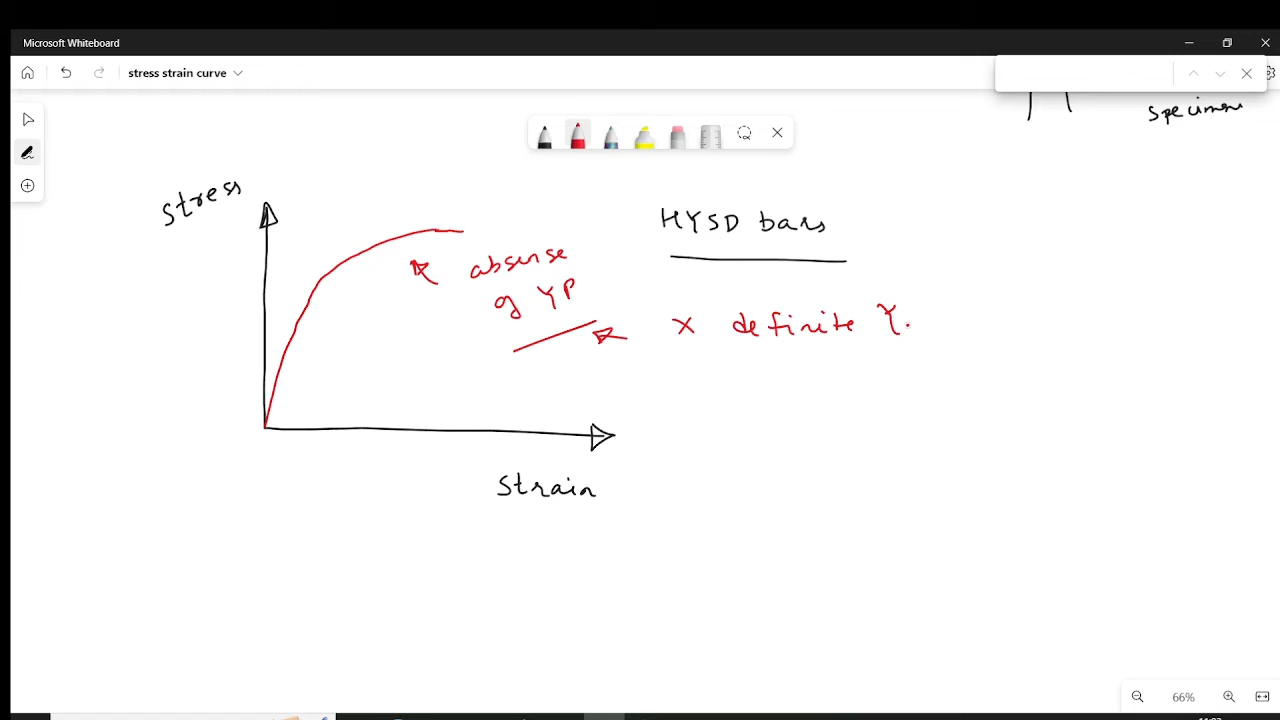 Microsoft Whiteboard
stress strain curve
specimen
Stress
HYSD bars
absense
of YP
x definite Y.
Strain
66%